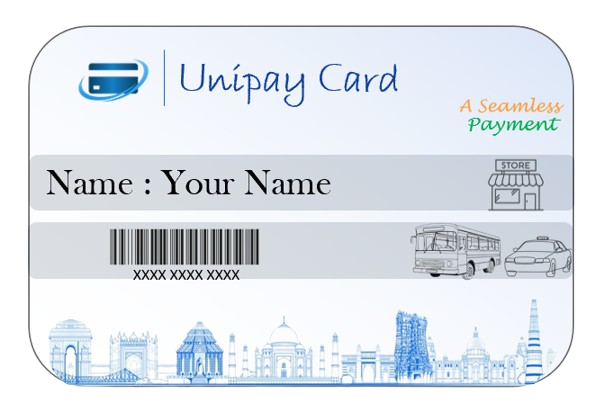 Unipay Card
A Seamless
Payment
STORE
Name : Your Name
XXXX XXXX XXXX